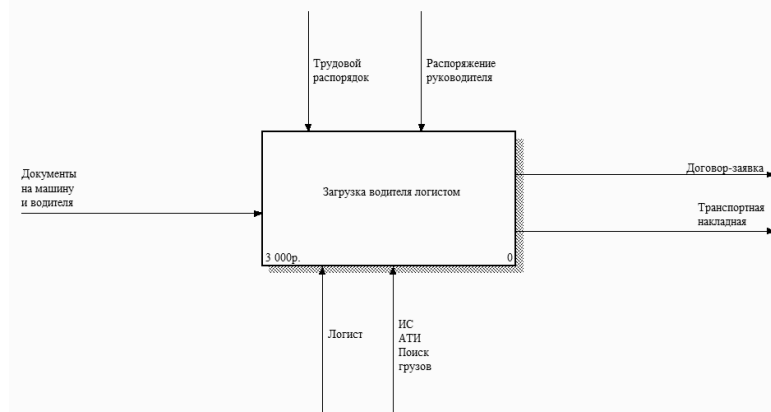 Трудовой
распорядок
Распоряжение
руководителя
Документы
на машину
и водителя
Загрузка водителя логистом
Договор-заявка
Транспортная
накладная
3 000р.
0
Логист
ИС
АТИ
Поиск
грузов